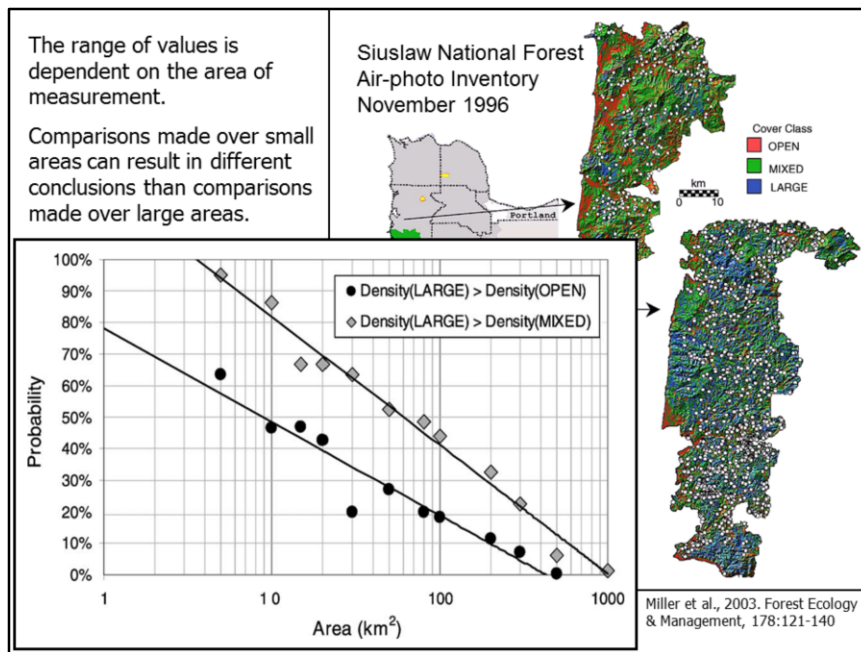 The range of values is
dependent on the area of
measurement.
Comparisons made over small
areas can result in different
conclusions than comparisons
made over large areas.
Siuslaw National Forest
Air-photo Inventory
November 1996
Portland
Cover Class
OPEN
MIXED
LARGE
km
0 10
100%
90%
80%
70%
60%
50%
40%
30%
20%
10%
0%
Probability
Density(LARGE) > Density(OPEN)
Density(LARGE) > Density(MIXED)
1 10 100 1000
Area (km²)
Miller et al., 2003. Forest Ecology
& Management, 178:121-140